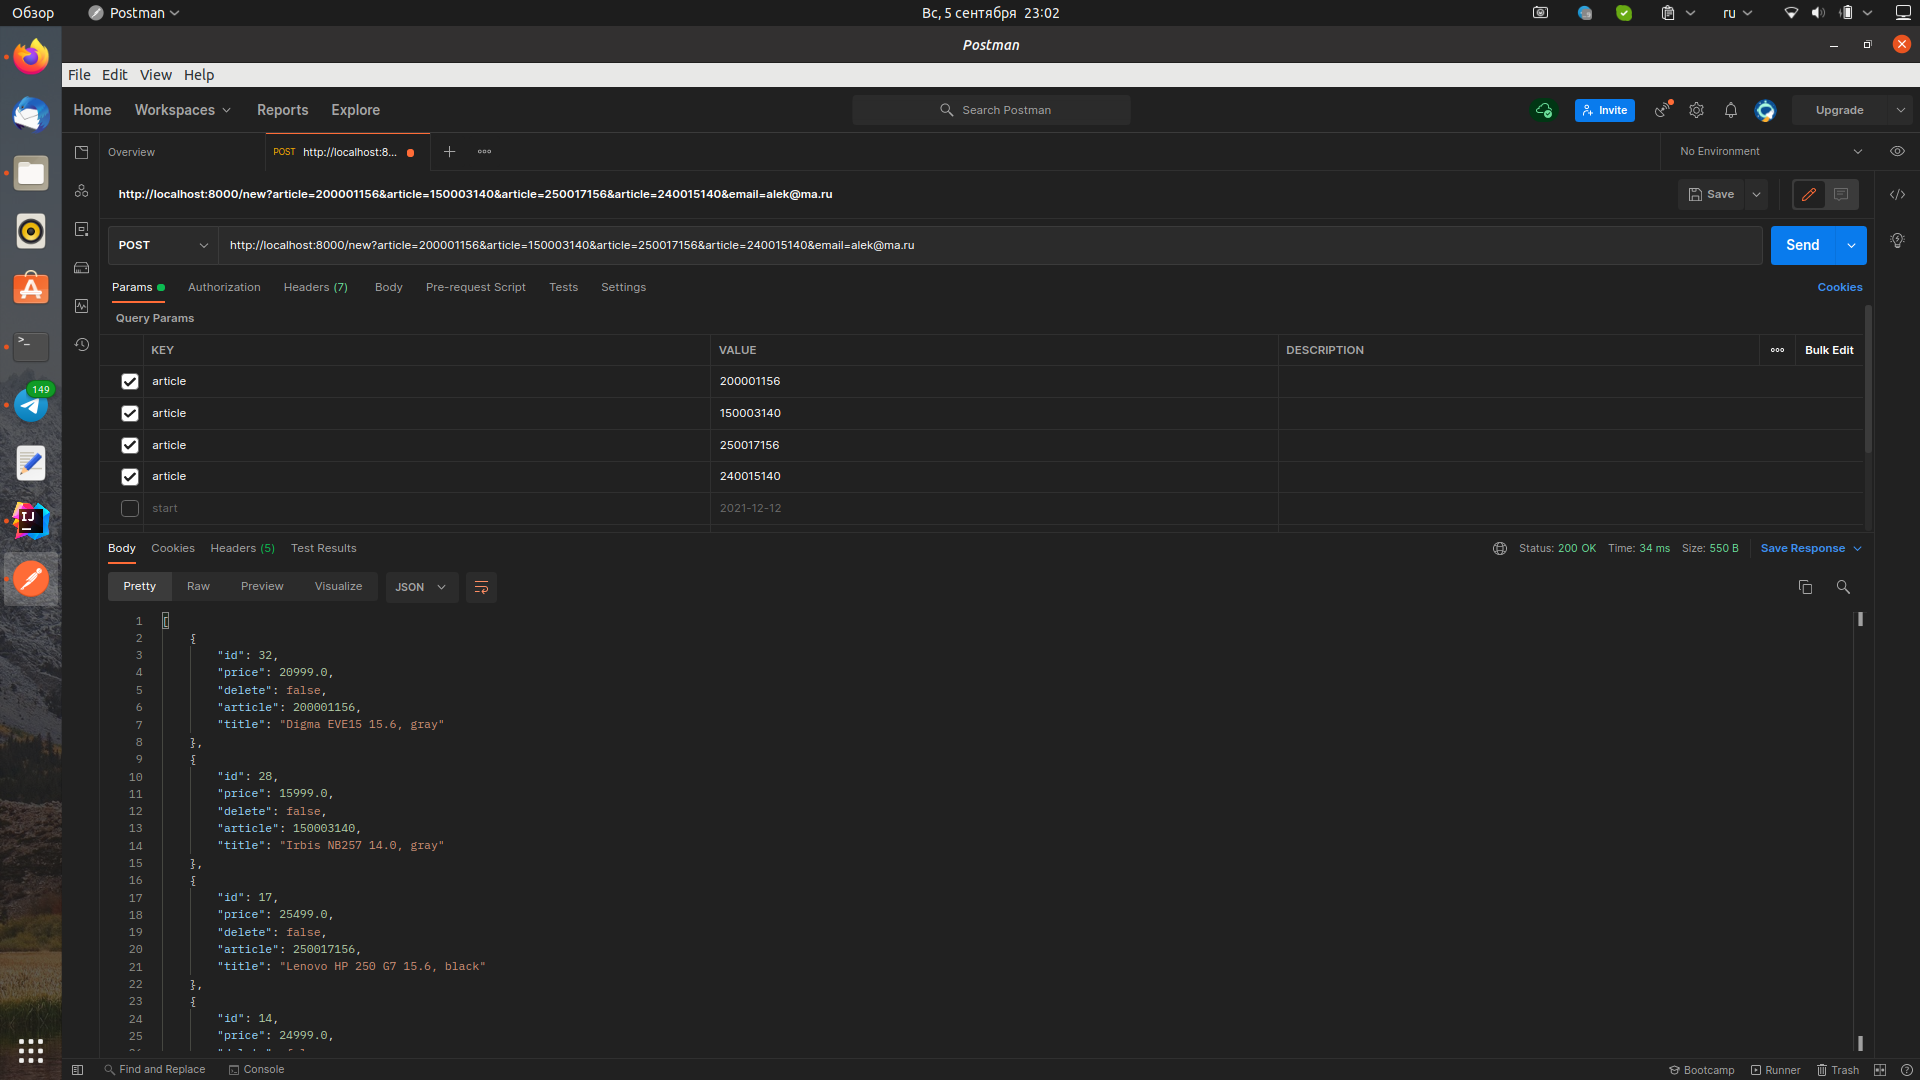 Обзор
Postman
Вс, 5 сентября 23:02
ru
Postman
File Edit View Help
Home Workspaces Reports Explore
Search Postman
Invite
Upgrade
Overview
POST http://localhost:8...
No Environment
http://localhost:8000/new?article=200001156&article=150003140&article=250017156&article=240015140&email=alek@ma.ru
Save
POST
http://localhost:8000/new?article=200001156&article=150003140&article=250017156&article=240015140&email=alek@ma.ru
Send
Params Authorization Headers (7) Body Pre-request Script Tests Settings
Cookies
Query Params
KEY VALUE DESCRIPTION Bulk Edit
article 200001156
article 150003140
149
article 250017156
article 240015140
start 2021-12-12
IJ
Body Cookies Headers (5) Test Results
Status: 200 OK Time: 34 ms Size: 550 B
Save Response
Pretty Raw Preview Visualize JSON
1 [
2 {
3 "id": 32,
4 "price": 20999.0,
5 "delete": false,
6 "article": 200001156,
7 "title": "Digma EVE15 15.6, gray"
8 },
9 {
10 "id": 28,
11 "price": 15999.0,
12 "delete": false,
13 "article": 150003140,
14 "title": "Irbis NB257 14.0, gray"
15 },
16 {
17 "id": 17,
18 "price": 25499.0,
19 "delete": false,
20 "article": 250017156,
21 "title": "Lenovo HP 250 G7 15.6, black"
22 },
23 {
24 "id": 14,
25 "price": 24999.0,
Find and Replace Console
Bootcamp Runner Trash